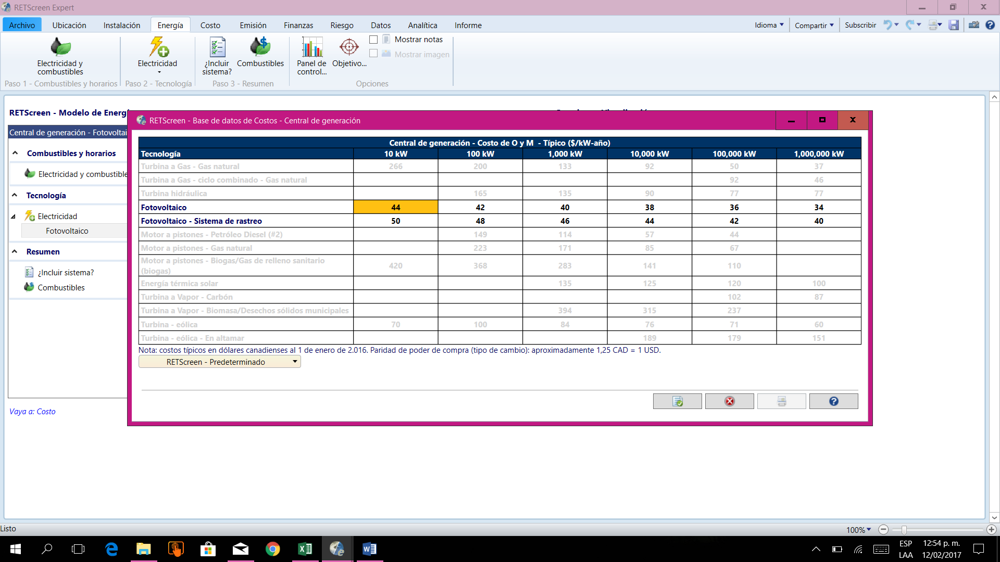 RETScreen Expert
Archivo Ubicación Instalación Energía Costo Emisión Finanzas Riesgo Datos Analítica Informe Idioma Compartir Subscribir
Electricidad y combustibles
Electricidad
¿Incluir sistema?
Combustibles
Panel de control...
Objetivo...
Mostrar notas
Mostrar imagen
Paso 1 - Combustibles y horarios Paso 2 - Tecnología Paso 3 - Resumen Opciones
RETScreen - Modelo de Energí
Central de generación - Fotovoltai
Combustibles y horarios
Electricidad y combustible
Tecnología
Electricidad
Fotovoltaico
Resumen
¿Incluir sistema?
Combustibles
Vaya a: Costo
RETScreen - Base de datos de Costos - Central de generación
Central de generación - Costo de O y M - Típico ($/kW-año)
Tecnología 10 kW 100 kW 1,000 kW 10,000 kW 100,000 kW 1,000,000 kW
Turbina a Gas - Gas natural 266 200 133 92 50 37
Turbina a Gas - ciclo combinado - Gas natural 92 46
Turbina hidráulica 165 135 90 77 77
Fotovoltaico 44 42 40 38 36 34
Fotovoltaico - Sistema de rastreo 50 48 46 44 42 40
Motor a pistones - Petróleo Diesel (#2) 149 114 57 44
Motor a pistones - Gas natural 223 171 85 67
Motor a pistones - Biogas/Gas de relleno sanitario
(biogas) 420 368 283 141 110
Energía térmica solar 135 125 120 100
Turbina a Vapor - Carbón 102 87
Turbina a Vapor - Biomasa/Desechos sólidos municipales 394 315 237
Turbina - eólica 70 100 84 76 71 60
Turbina - eólica - En altamar 189 179 151
Nota: costos típicos en dólares canadienses al 1 de enero de 2.016. Paridad de poder de compra (tipo de cambio): aproximadamente 1,25 CAD = 1 USD.
RETScreen - Predeterminado
Listo
100%
ESP
LAA
12:54 p. m.
12/02/2017